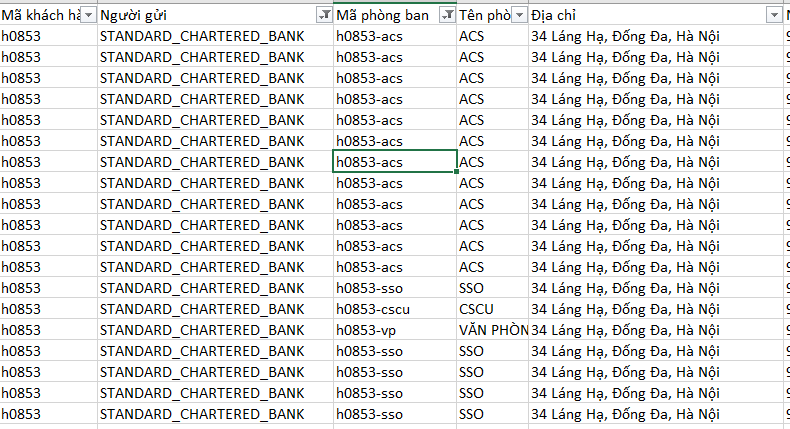 Mã khách hà Người gửi Mã phòng ban Tên phò Địa chỉ
h0853 STANDARD_CHARTERED_BANK h0853-acs ACS 34 Láng Hạ, Đống Đa, Hà Nội
h0853 STANDARD_CHARTERED_BANK h0853-acs ACS 34 Láng Hạ, Đống Đa, Hà Nội
h0853 STANDARD_CHARTERED_BANK h0853-acs ACS 34 Láng Hạ, Đống Đa, Hà Nội
h0853 STANDARD_CHARTERED_BANK h0853-acs ACS 34 Láng Hạ, Đống Đa, Hà Nội
h0853 STANDARD_CHARTERED_BANK h0853-acs ACS 34 Láng Hạ, Đống Đa, Hà Nội
h0853 STANDARD_CHARTERED_BANK h0853-acs ACS 34 Láng Hạ, Đống Đa, Hà Nội
h0853 STANDARD_CHARTERED_BANK h0853-acs ACS 34 Láng Hạ, Đống Đa, Hà Nội
h0853 STANDARD_CHARTERED_BANK h0853-acs ACS 34 Láng Hạ, Đống Đa, Hà Nội
h0853 STANDARD_CHARTERED_BANK h0853-acs ACS 34 Láng Hạ, Đống Đa, Hà Nội
h0853 STANDARD_CHARTERED_BANK h0853-acs ACS 34 Láng Hạ, Đống Đa, Hà Nội
h0853 STANDARD_CHARTERED_BANK h0853-acs ACS 34 Láng Hạ, Đống Đa, Hà Nội
h0853 STANDARD_CHARTERED_BANK h0853-acs ACS 34 Láng Hạ, Đống Đa, Hà Nội
h0853 STANDARD_CHARTERED_BANK h0853-sso SSO 34 Láng Hạ, Đống Đa, Hà Nội
h0853 STANDARD_CHARTERED_BANK h0853-cscu CSCU 34 Láng Hạ, Đống Đa, Hà Nội
h0853 STANDARD_CHARTERED_BANK h0853-vp VĂN PHÒN 34 Láng Hạ, Đống Đa, Hà Nội
h0853 STANDARD_CHARTERED_BANK h0853-sso SSO 34 Láng Hạ, Đống Đa, Hà Nội
h0853 STANDARD_CHARTERED_BANK h0853-sso SSO 34 Láng Hạ, Đống Đa, Hà Nội
h0853 STANDARD_CHARTERED_BANK h0853-sso SSO 34 Láng Hạ, Đống Đa, Hà Nội
h0853 STANDARD_CHARTERED_BANK h0853-sso SSO 34 Láng Hạ, Đống Đa, Hà Nội